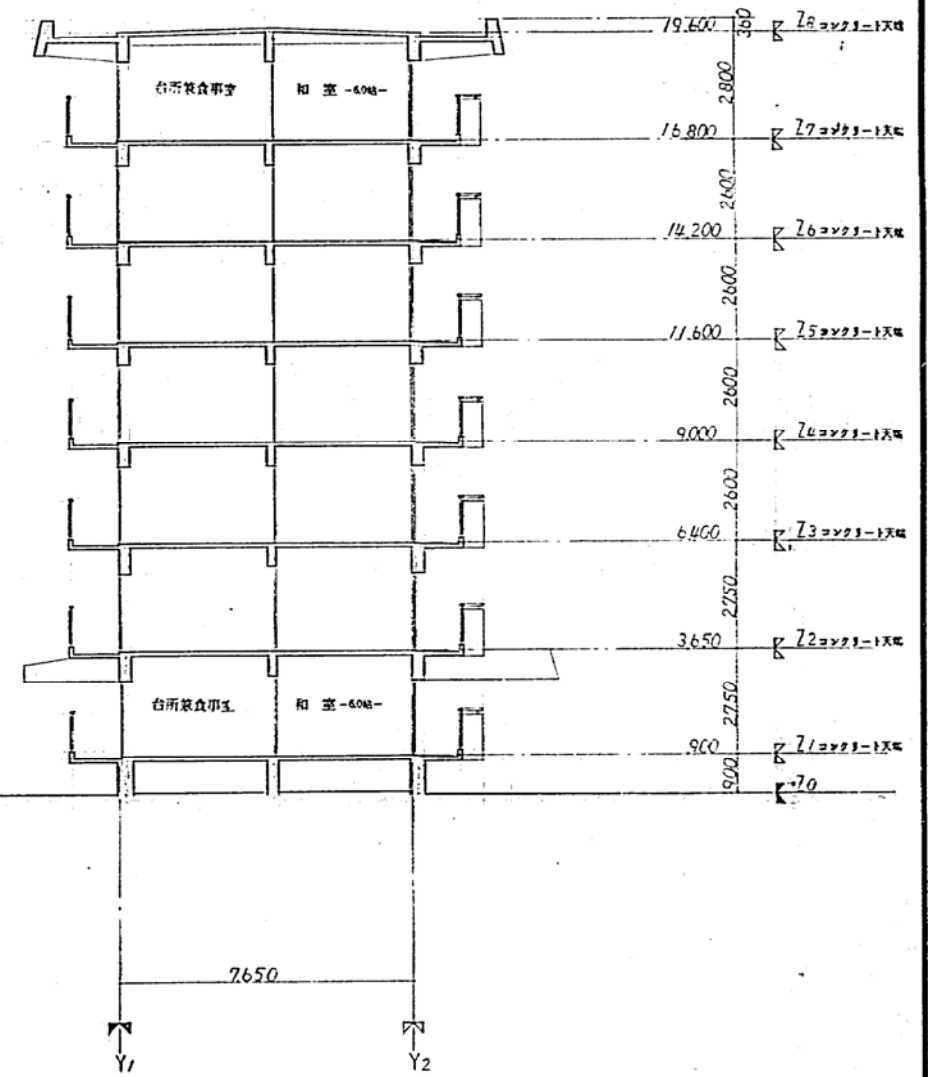 19.600 360 Z8コンクリート天端
2800
台所兼食事室 和 室 -6.0帖-
16.800 Z7コンクリート天端
2600
14.200 Z6コンクリート天端
2600
11.600 Z5コンクリート天端
2600
9.000 Z4コンクリート天端
2600
6.400 Z3コンクリート天端
2750
3.650 Z2コンクリート天端
台所兼食事室 和 室 -6.0帖-
2750
900 Z1コンクリート天端
900
Z0
7.650
Y1 Y2